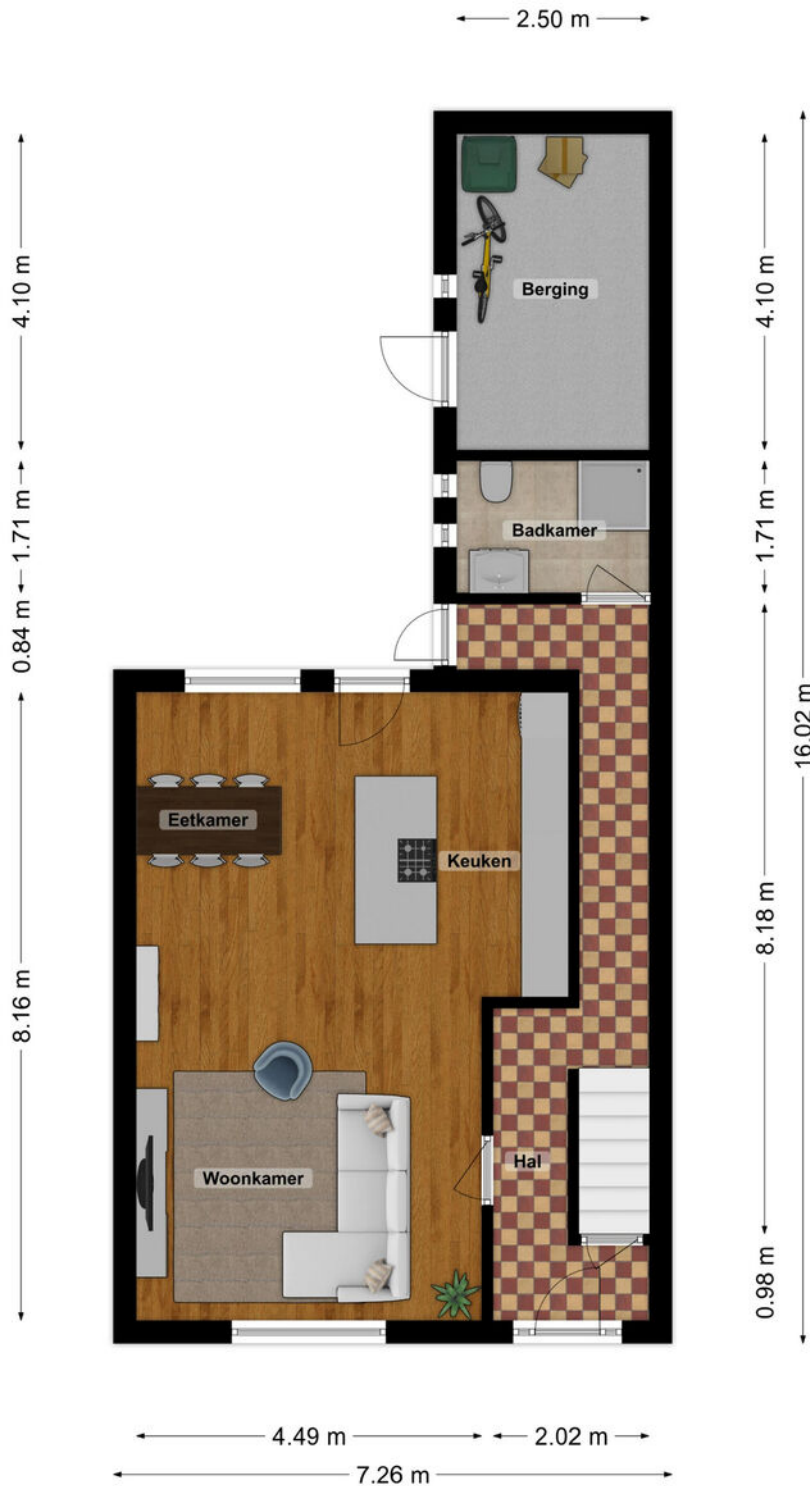 2.50 m
4.10 m
4.10 m
Berging
1.71 m
1.71 m
Badkamer
0.84 m
16.02 m
Eetkamer
Keuken
8.18 m
8.16 m
Woonkamer
Hal
0.98 m
4.49 m
2.02 m
7.26 m